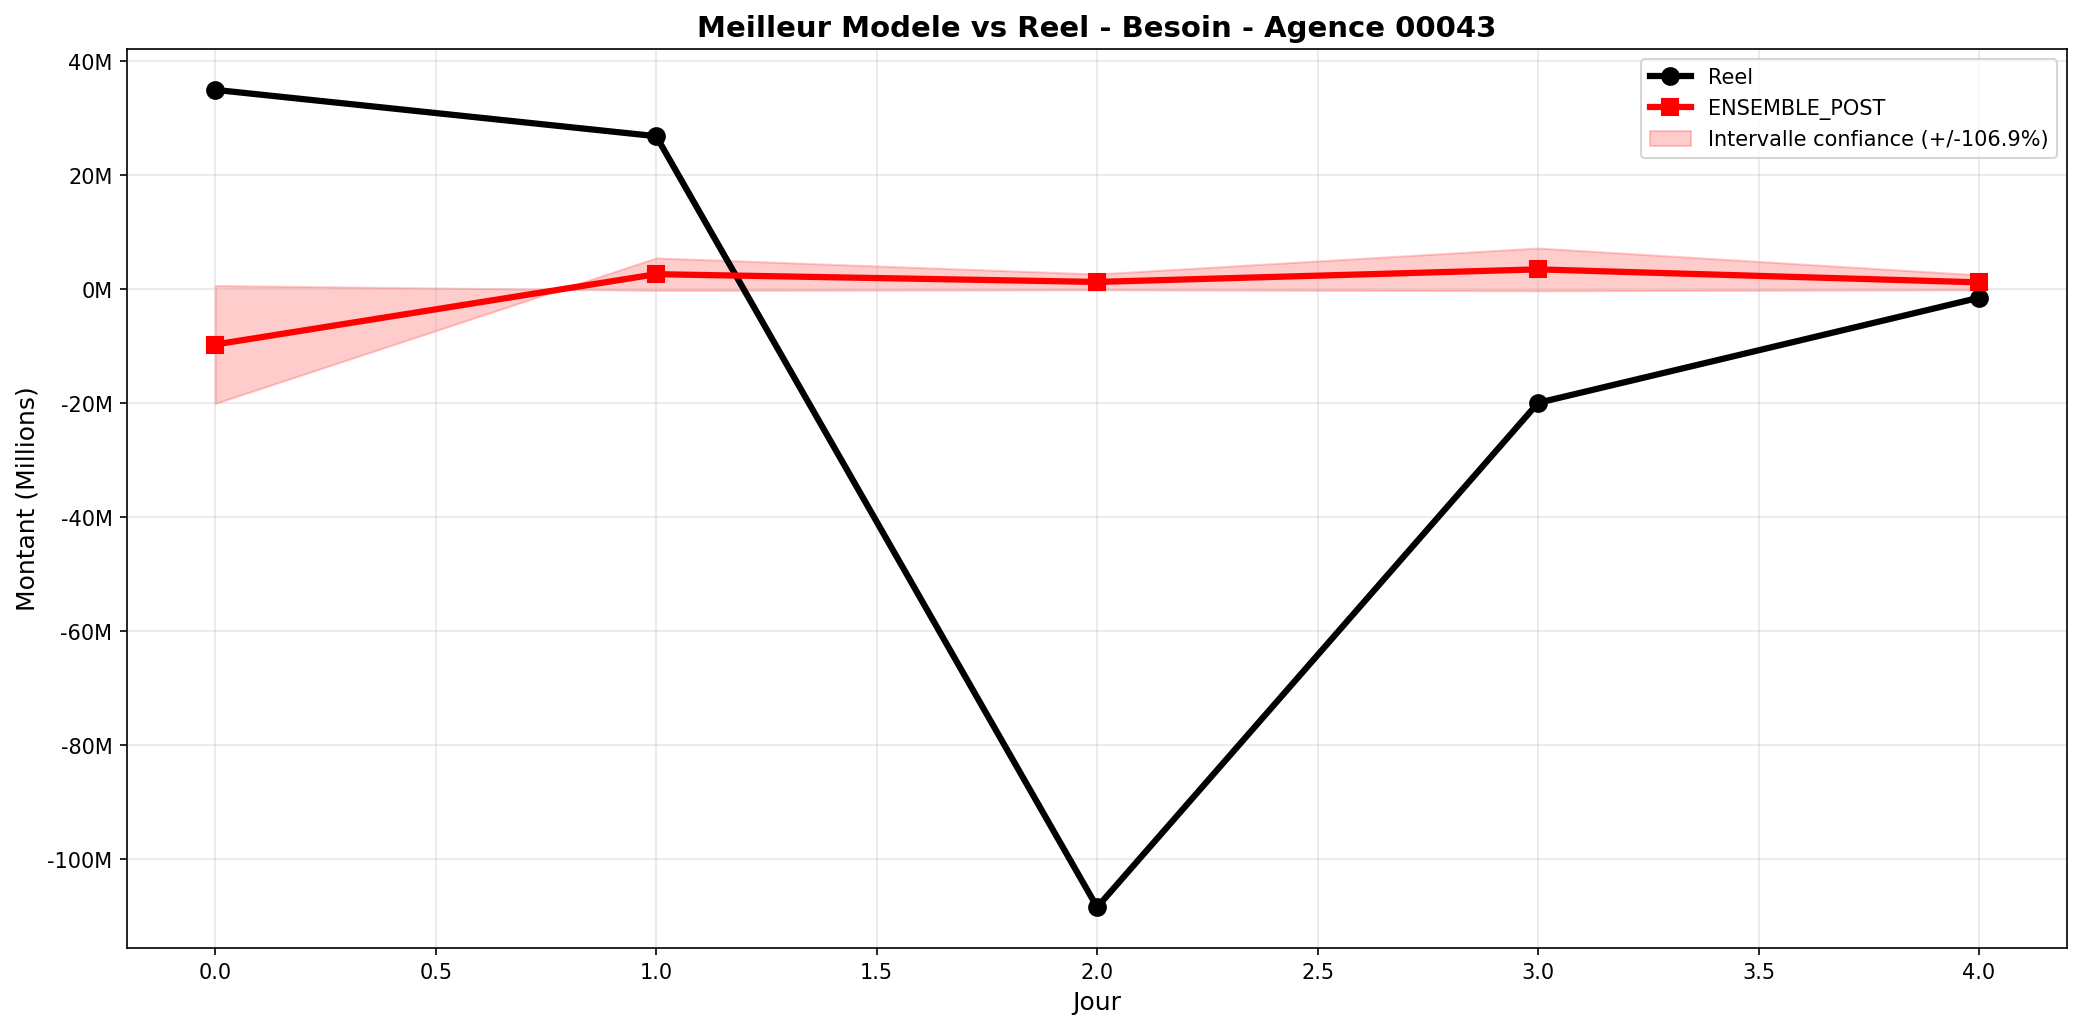 Meilleur Modele vs Reel - Besoin - Agence 00043
Reel
ENSEMBLE_POST
Intervalle confiance (+/-106.9%)
Montant (Millions)
40M
20M
0M
-20M
-40M
-60M
-80M
-100M
0.0
0.5
1.0
1.5
2.0
2.5
3.0
3.5
4.0
Jour